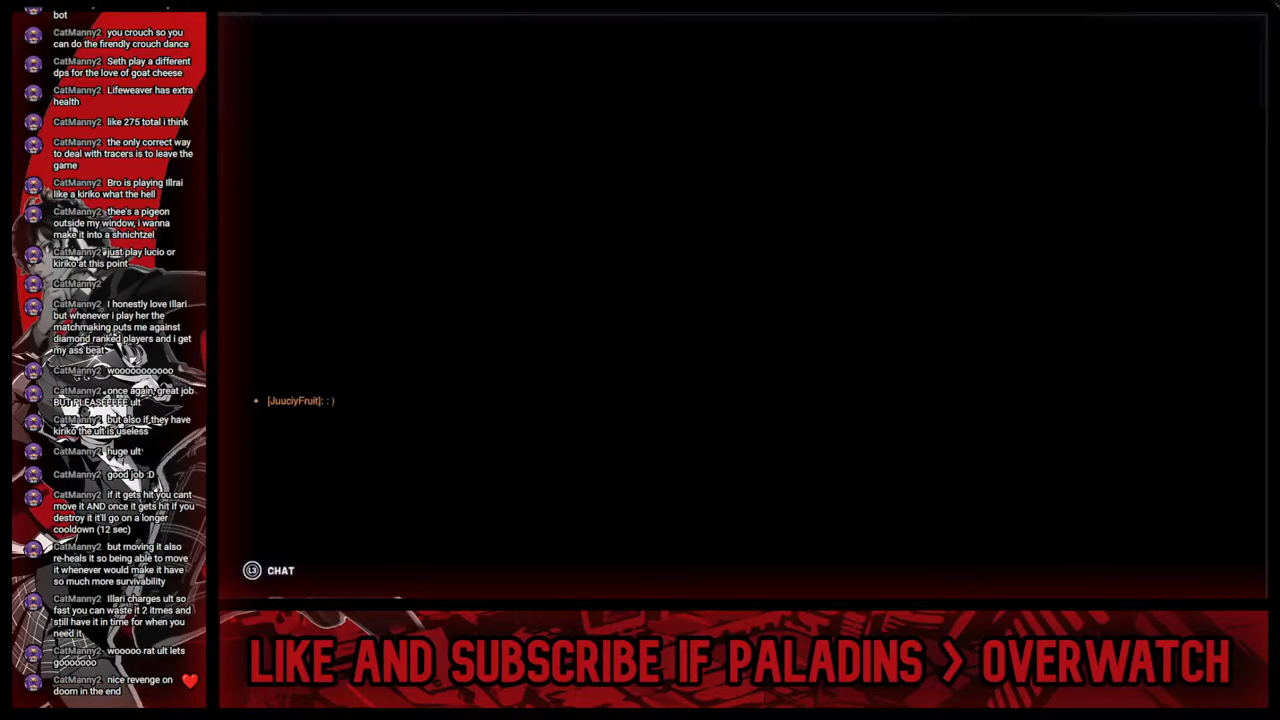 bot
CatManny2 you crouch so you
can do the firendly crouch dance
CatManny2 Seth play a different
dps for the love of goat cheese
CatManny2 Lifeweaver has extra
health
CatManny2 like 275 total i think
CatManny2 the only correct way
to deal with tracers is to leave the
game
CatManny2 Bro is playing Illrai
like a kiriko what the hell
CatManny2 thee's a pigeon
outside my window, i wanna
make it into a shnichtzel
CatManny2 just play lucio or
kiriko at this point
CatManny2
CatManny2 I honestly love Illari
but whenever i play her the
matchmaking puts me against
diamond ranked players and i get
my ass beat
CatManny2 wooooooooooo
CatManny2 once again, great job
BUT PLEASEEEEE ult
CatManny2 but also if they have
kiriko the ult is useless
CatManny2 huge ult
CatManny2 good job :D
CatManny2 if it gets hit you cant
move it AND once it gets hit if you
destroy it it'll go on a longer
cooldown (12 sec)
CatManny2 but moving it also
re-heals it so being able to move
it whenever would make it have
so much more survivability
CatManny2 Illari charges ult so
fast you can waste it 2 itmes and
still have it in time for when you
need it
CatManny2 wooooo rat ult lets
gooooooo
CatManny2 nice revenge on
doom in the end
[JuuciyFruit]: : )
L3 CHAT
LIKE AND SUBSCRIBE IF PALADINS > OVERWATCH